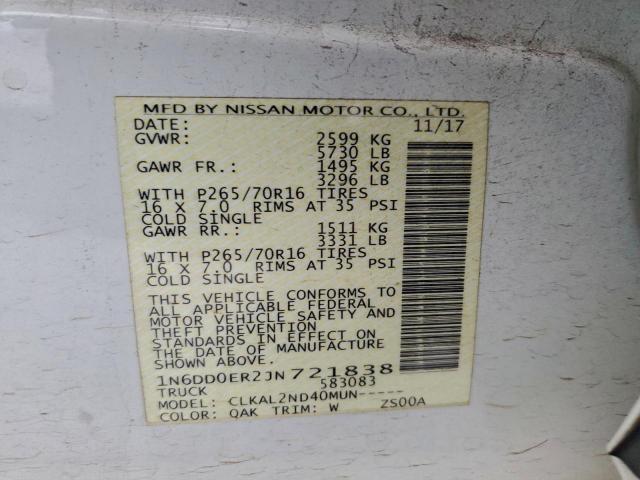 MFD BY NISSAN MOTOR CO., LTD.
DATE: 11/17
GVWR: 2599 KG
5730 LB
GAWR FR.: 1495 KG
3296 LB
WITH P265/70R16 TIRES
16 X 7.0 RIMS AT 35 PSI
COLD SINGLE
GAWR RR.: 1511 KG
3331 LB
WITH P265/70R16 TIRES
16 X 7.0 RIMS AT 35 PSI
COLD SINGLE
THIS VEHICLE CONFORMS TO
ALL APPLICABLE FEDERAL
MOTOR VEHICLE SAFETY AND
THEFT PREVENTION
STANDARDS IN EFFECT ON
THE DATE OF MANUFACTURE
SHOWN ABOVE.
1N6DD0ER2JN721838
TRUCK 583083
MODEL: CLKAL2ND40MUN-----
COLOR: QAK TRIM: W ZS00A